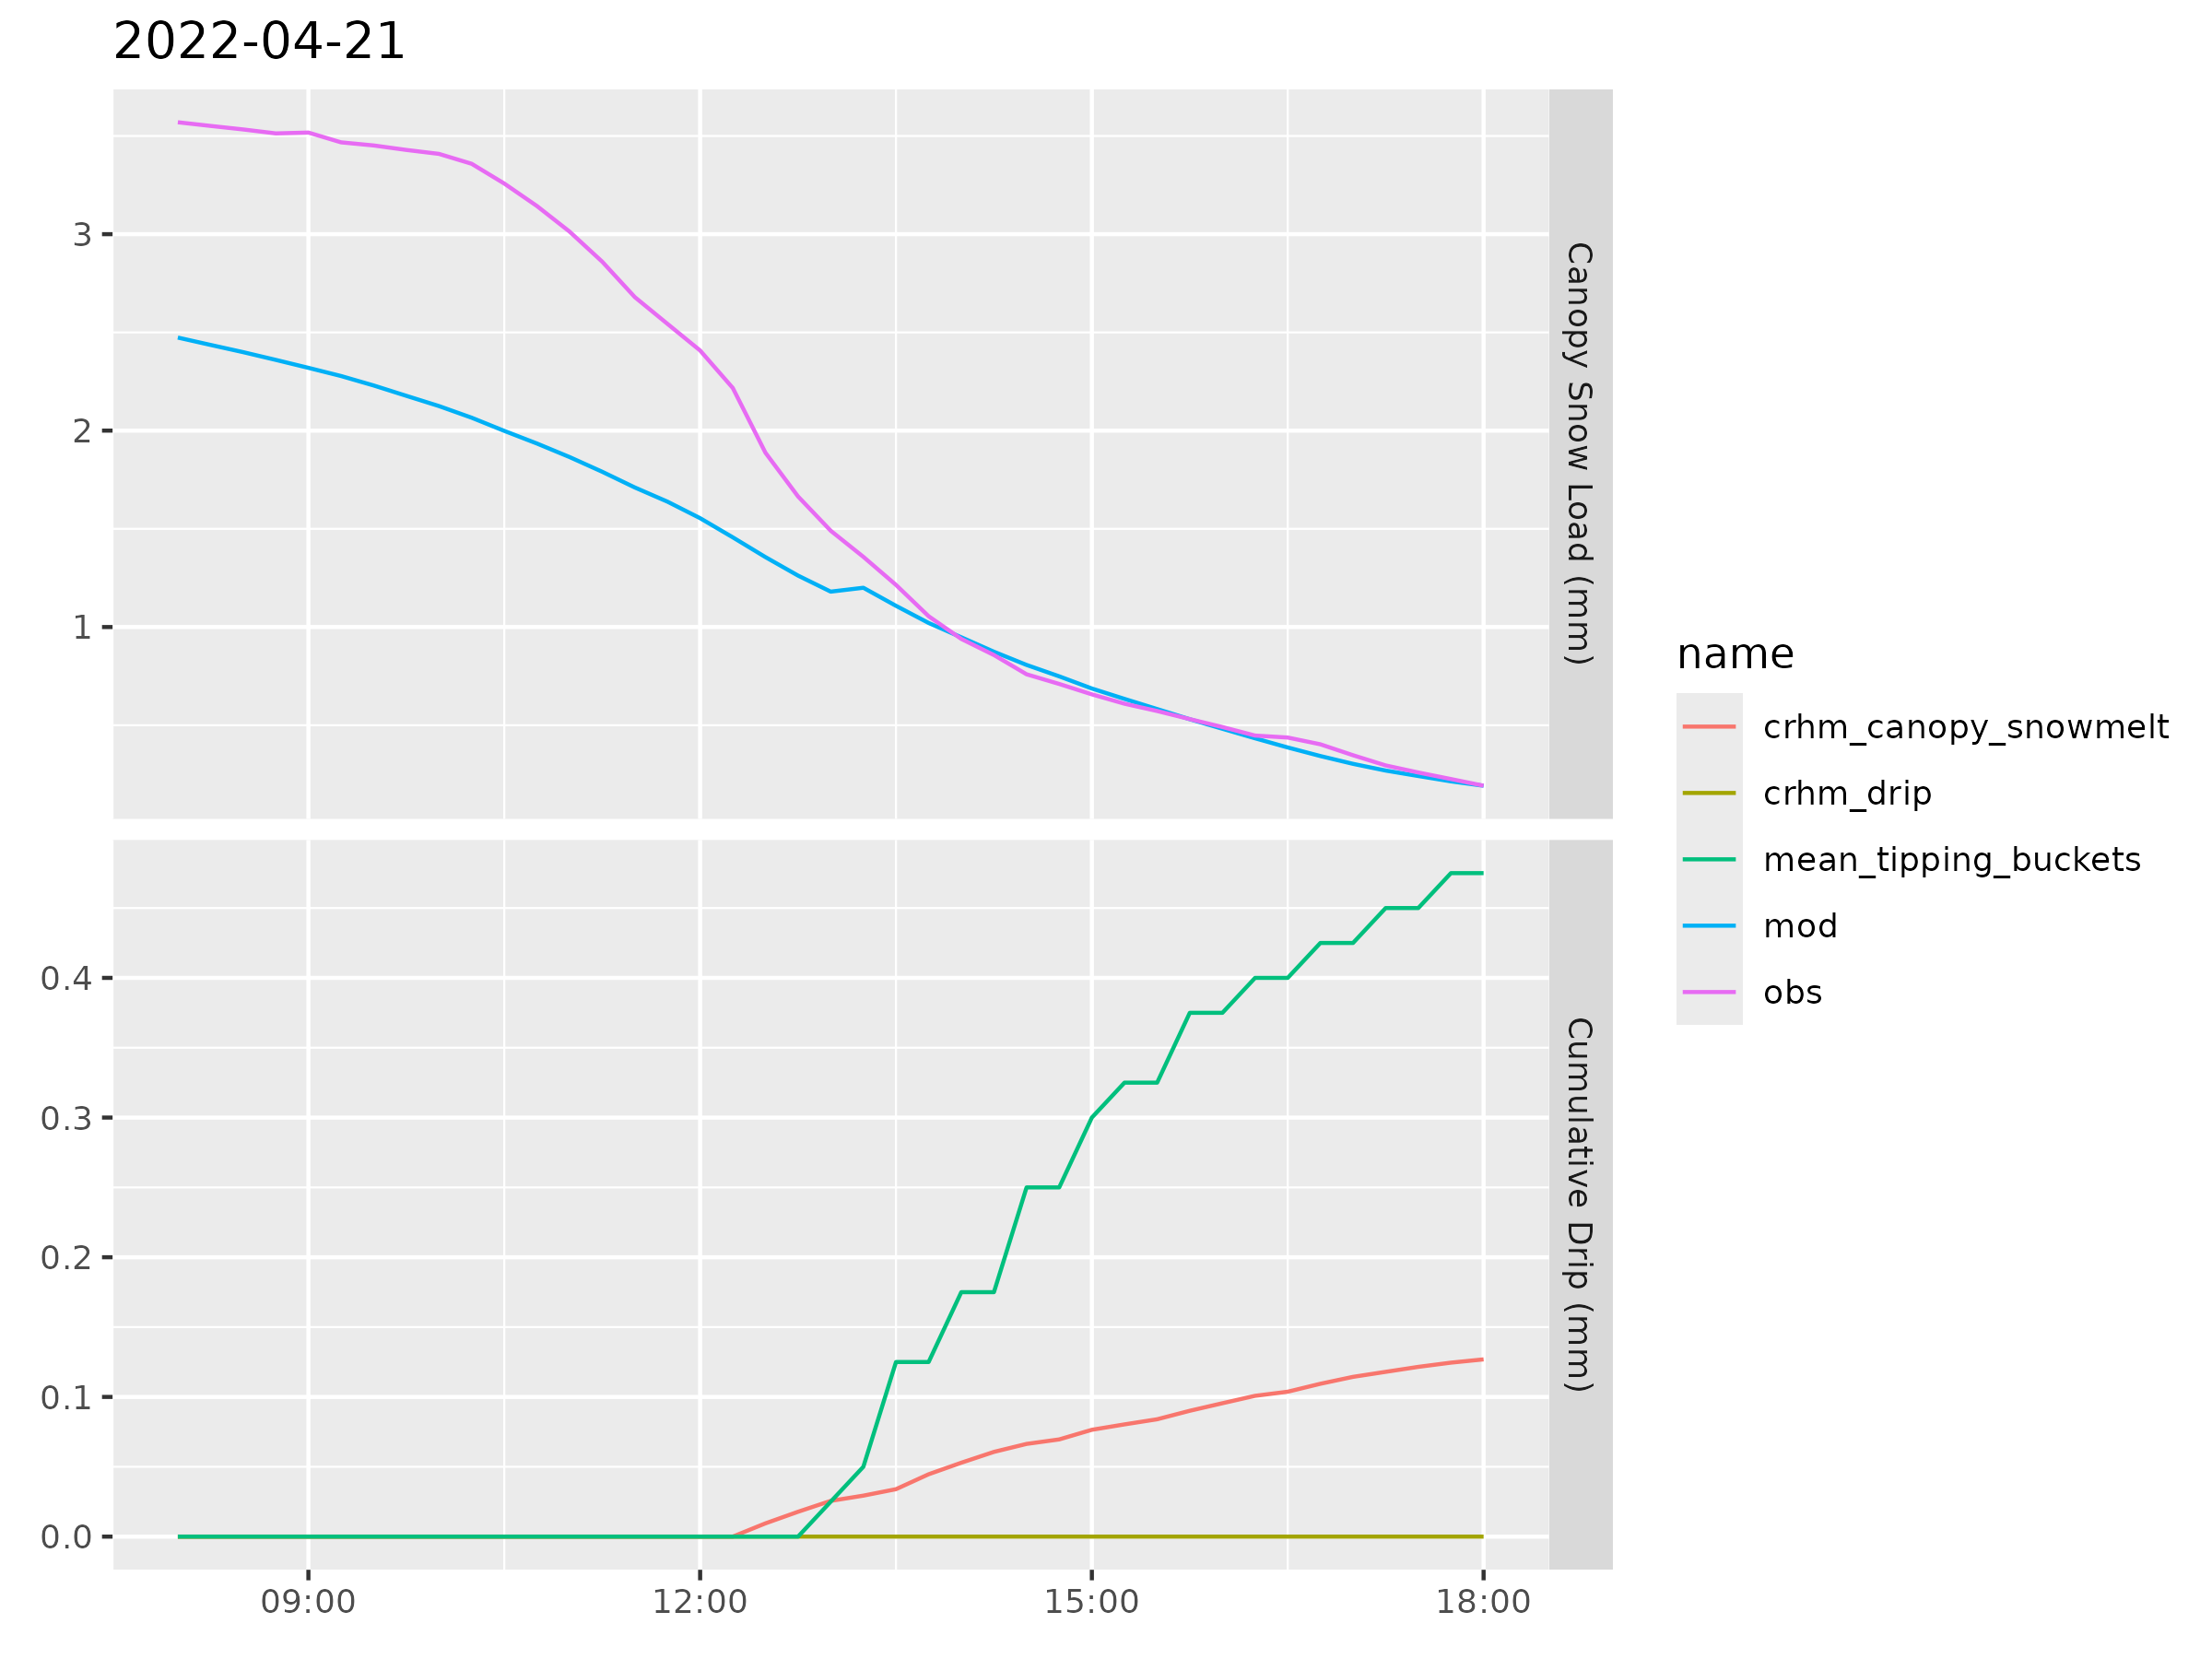 2022-04-21
3
2
1
Canopy Snow Load (mm)
0.4
0.3
0.2
0.1
0.0
Cumulative Drip (mm)
09:00
12:00
15:00
18:00
name
crhm_canopy_snowmelt
crhm_drip
mean_tipping_buckets
mod
obs